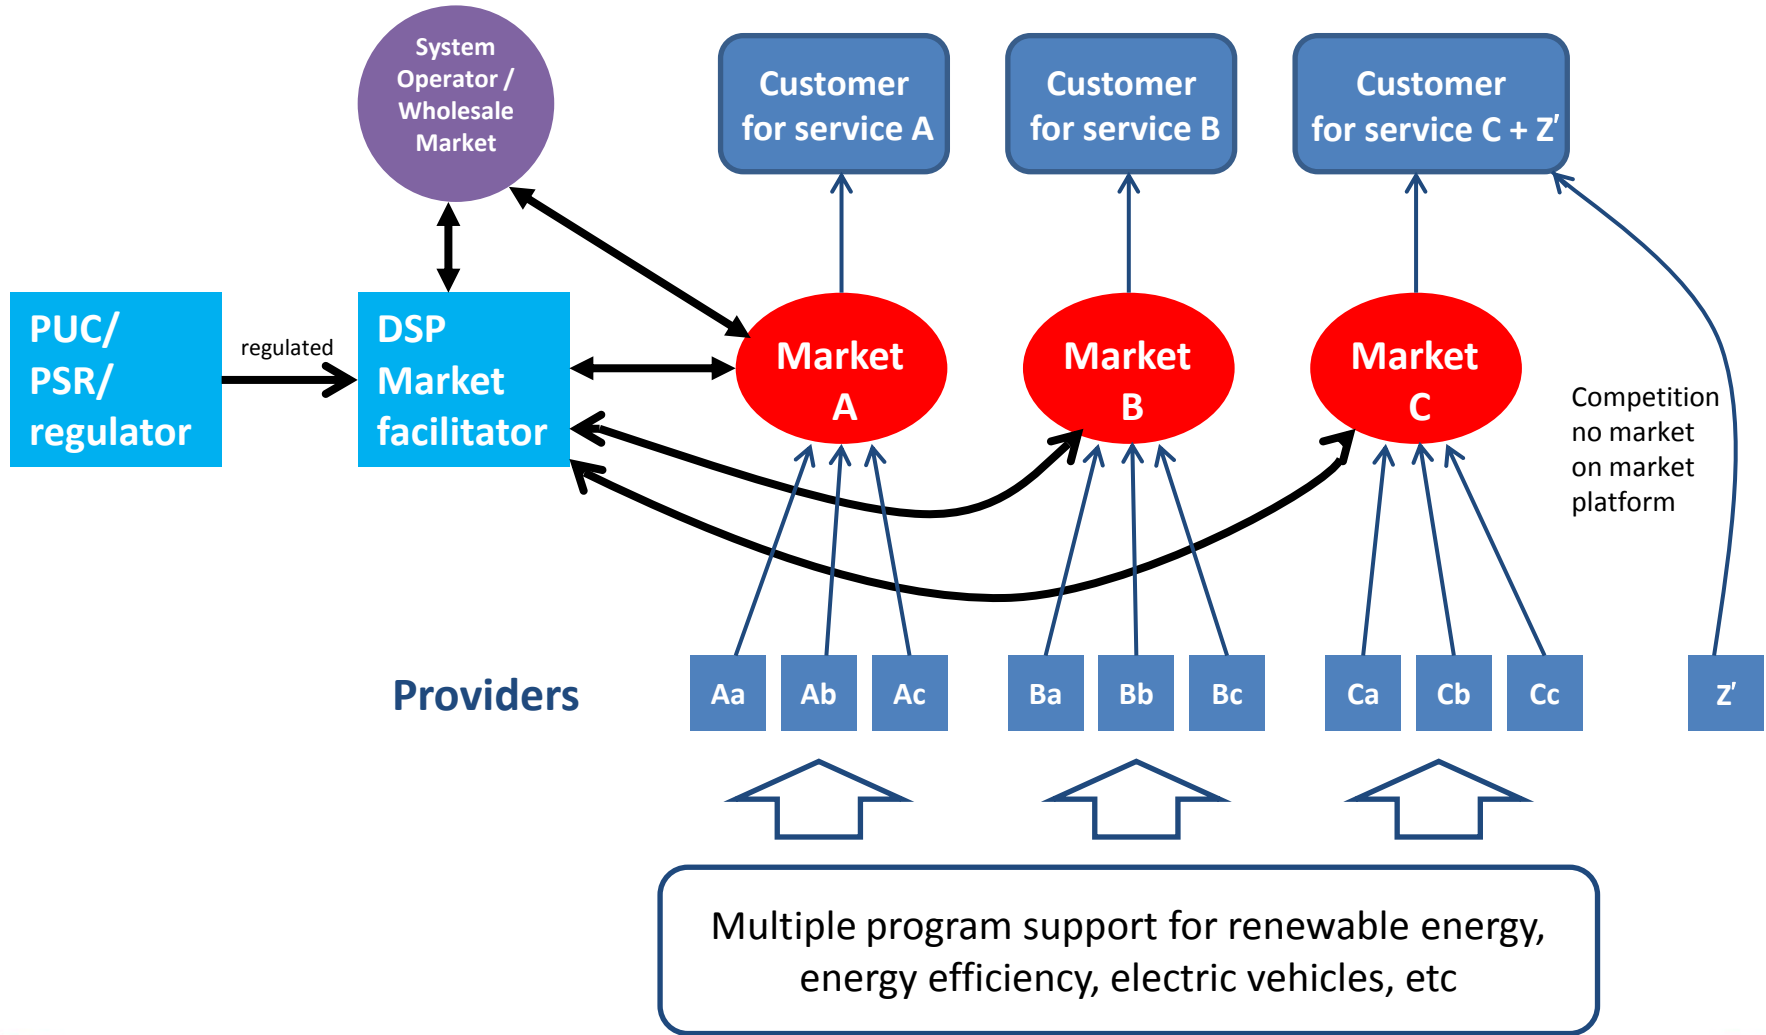 System
Operator /
Wholesale
Market
Customer
for service A
Customer
for service B
Customer
for service C + Z′
PUC/
PSR/
regulator
regulated
DSP
Market
facilitator
Market
A
Market
B
Market
C
Competition
no market
on market
platform
Providers
Aa
Ab
Ac
Ba
Bb
Bc
Ca
Cb
Cc
Z′
Multiple program support for renewable energy,
energy efficiency, electric vehicles, etc